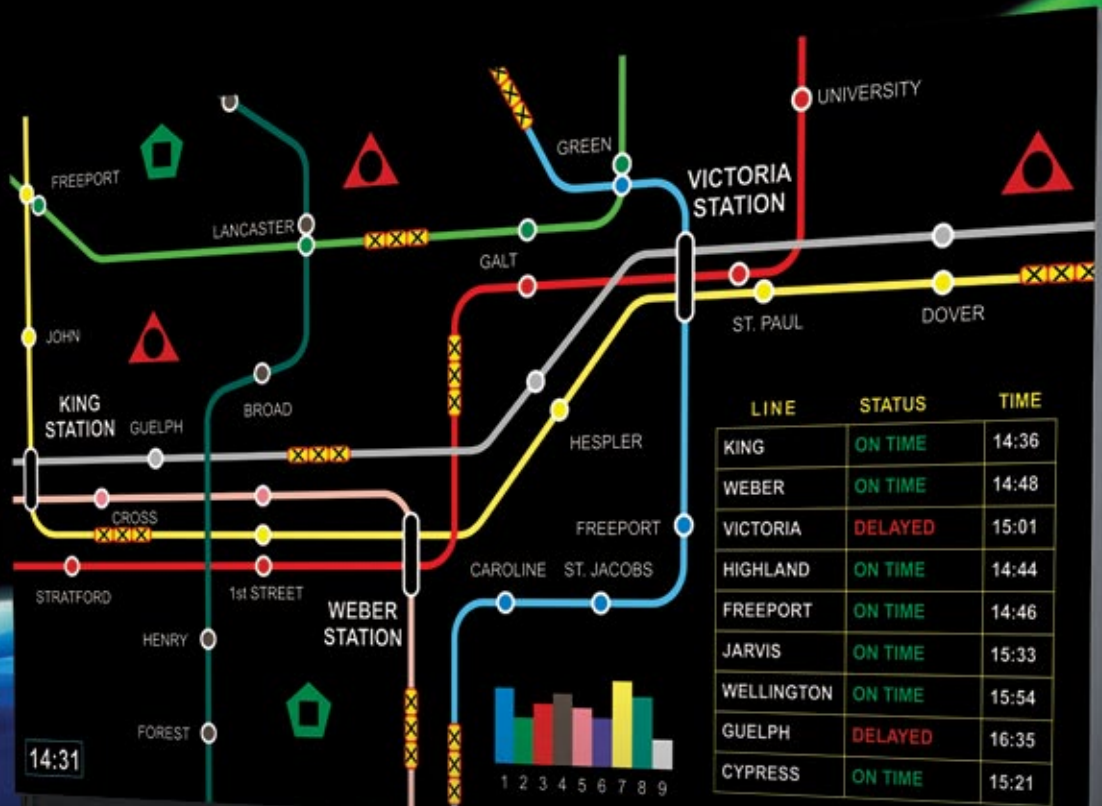 UNIVERSITY
GREEN
VICTORIA
STATION
FREEPORT
LANCASTER
GALT
ST. PAUL
DOVER
JOHN
KING
STATION
GUELPH
BROAD
HESPLER
CROSS
FREEPORT
STRATFORD
1st STREET
CAROLINE
ST. JACOBS
WEBER
STATION
HENRY
FOREST
14:31
1 2 3 4 5 6 7 8 9
LINE STATUS TIME
KING ON TIME 14:36
WEBER ON TIME 14:48
VICTORIA DELAYED 15:01
HIGHLAND ON TIME 14:44
FREEPORT ON TIME 14:46
JARVIS ON TIME 15:33
WELLINGTON ON TIME 15:54
GUELPH DELAYED 16:35
CYPRESS ON TIME 15:21